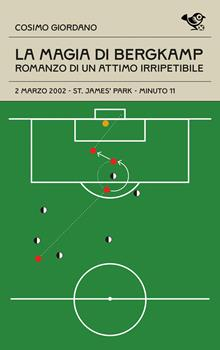 COSIMO GIORDANO
LA MAGIA DI BERGKAMP
ROMANZO DI UN ATTIMO IRRIPETIBILE
2 MARZO 2002 - ST. JAMES' PARK - MINUTO 11